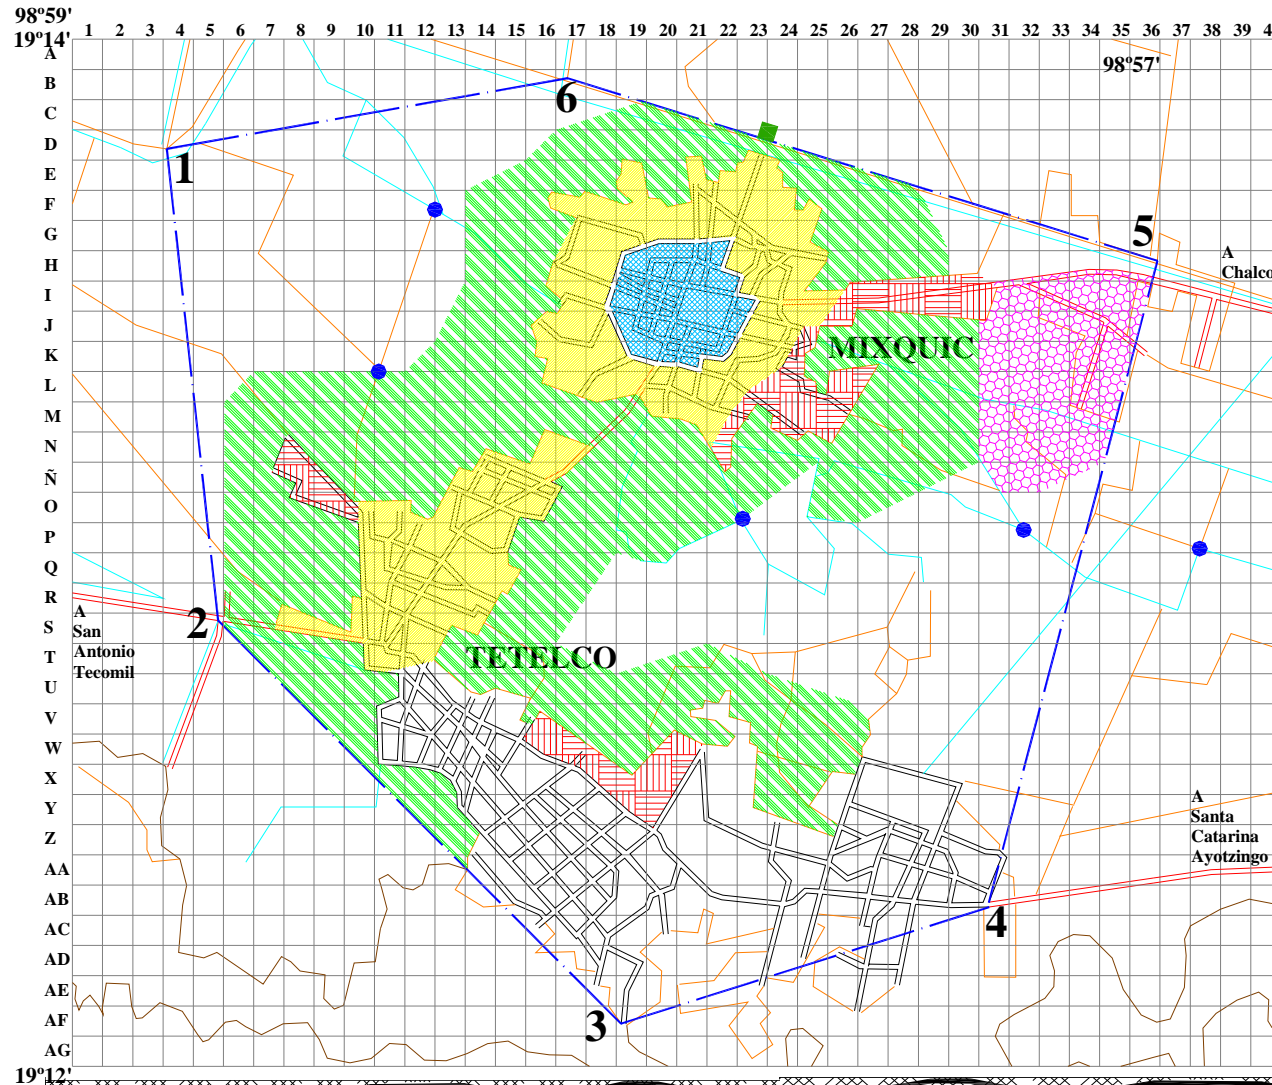 98º59'
19º14'
1 2 3 4 5 6 7 8 9 10 11 12 13 14 15 16 17 18 19 20 21 22 23 24 25 26 27 28 29 30 31 32 33 34 35 36 37 38 39 4
A
98º57'
B
6
C
D
1
E
F
G
5
H
A
Chalco
I
J
K
MIXQUIC
L
M
N
Ñ
O
P
Q
R
2
S
A
San
Antonio
Tecomil
T
TETELCO
U
V
W
X
Y
A
Santa
Catarina
Ayotzingo
Z
AA
AB
4
AC
AD
AE
3
AF
AG
19º12'